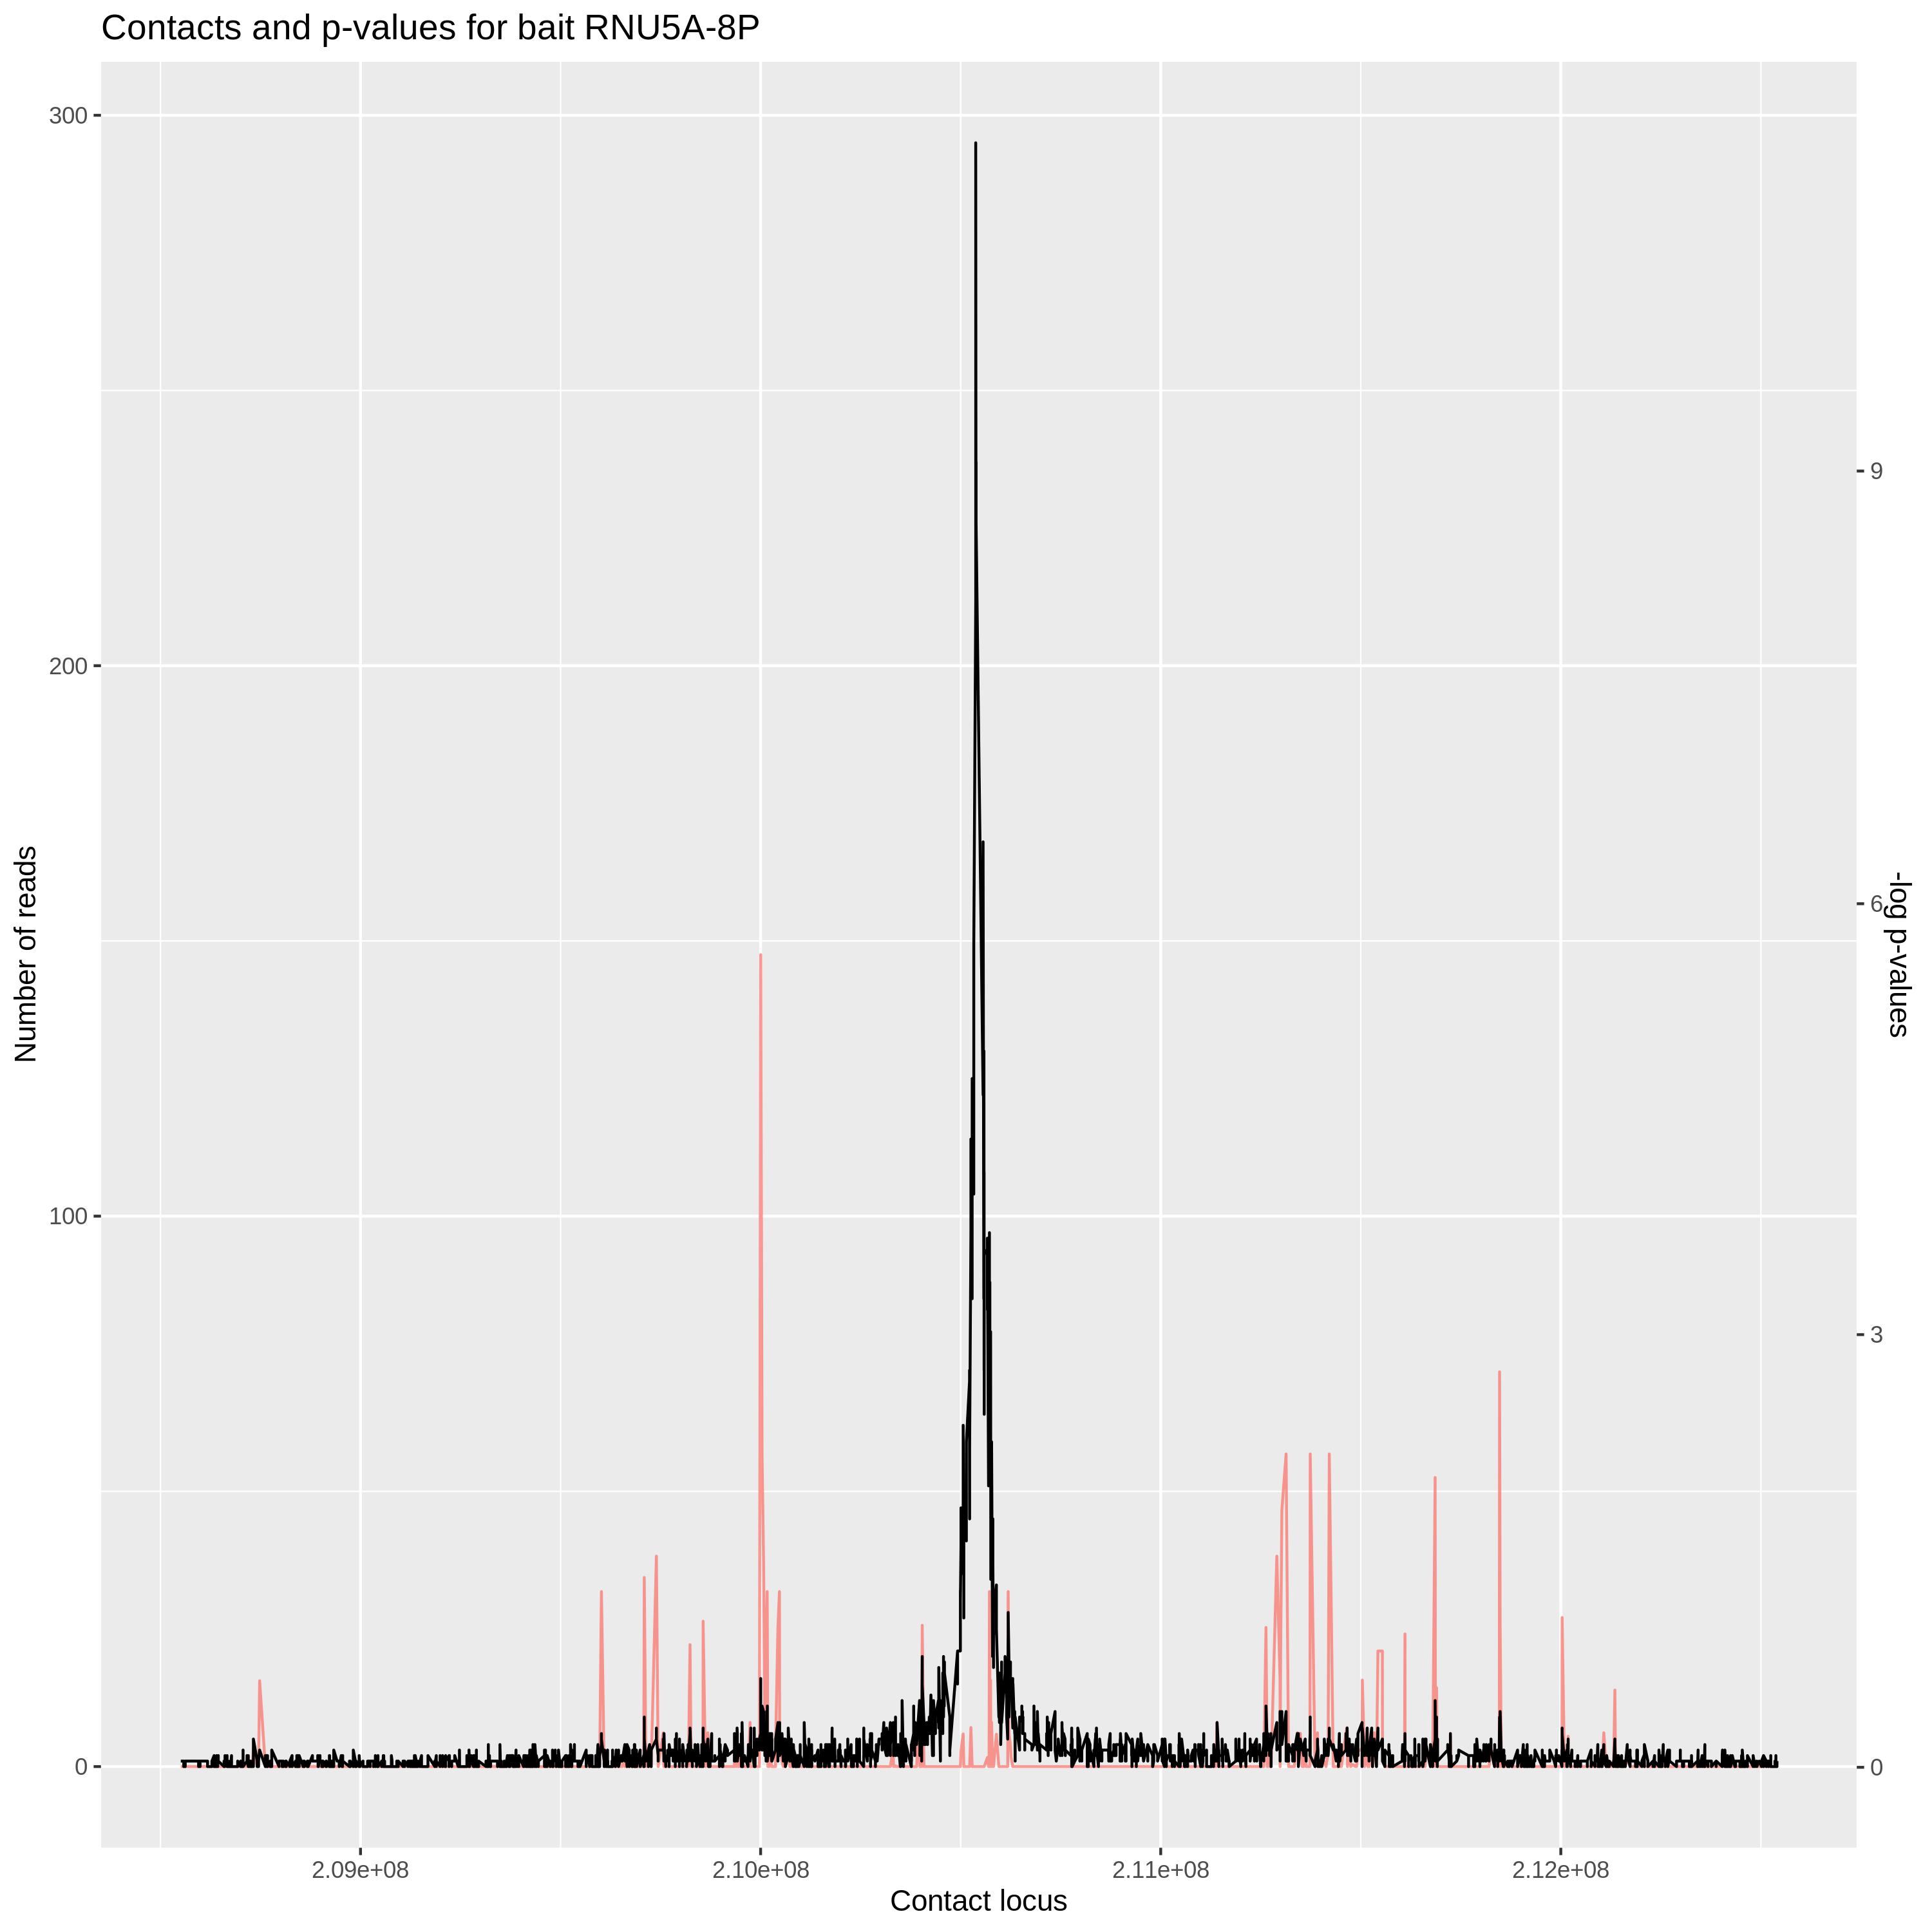 Contacts and p-values for bait RNU5A-8P
300
200
100
0
Number of reads
9
6
3
0
-log p-values
2.09e+08
2.10e+08
2.11e+08
2.12e+08
Contact locus